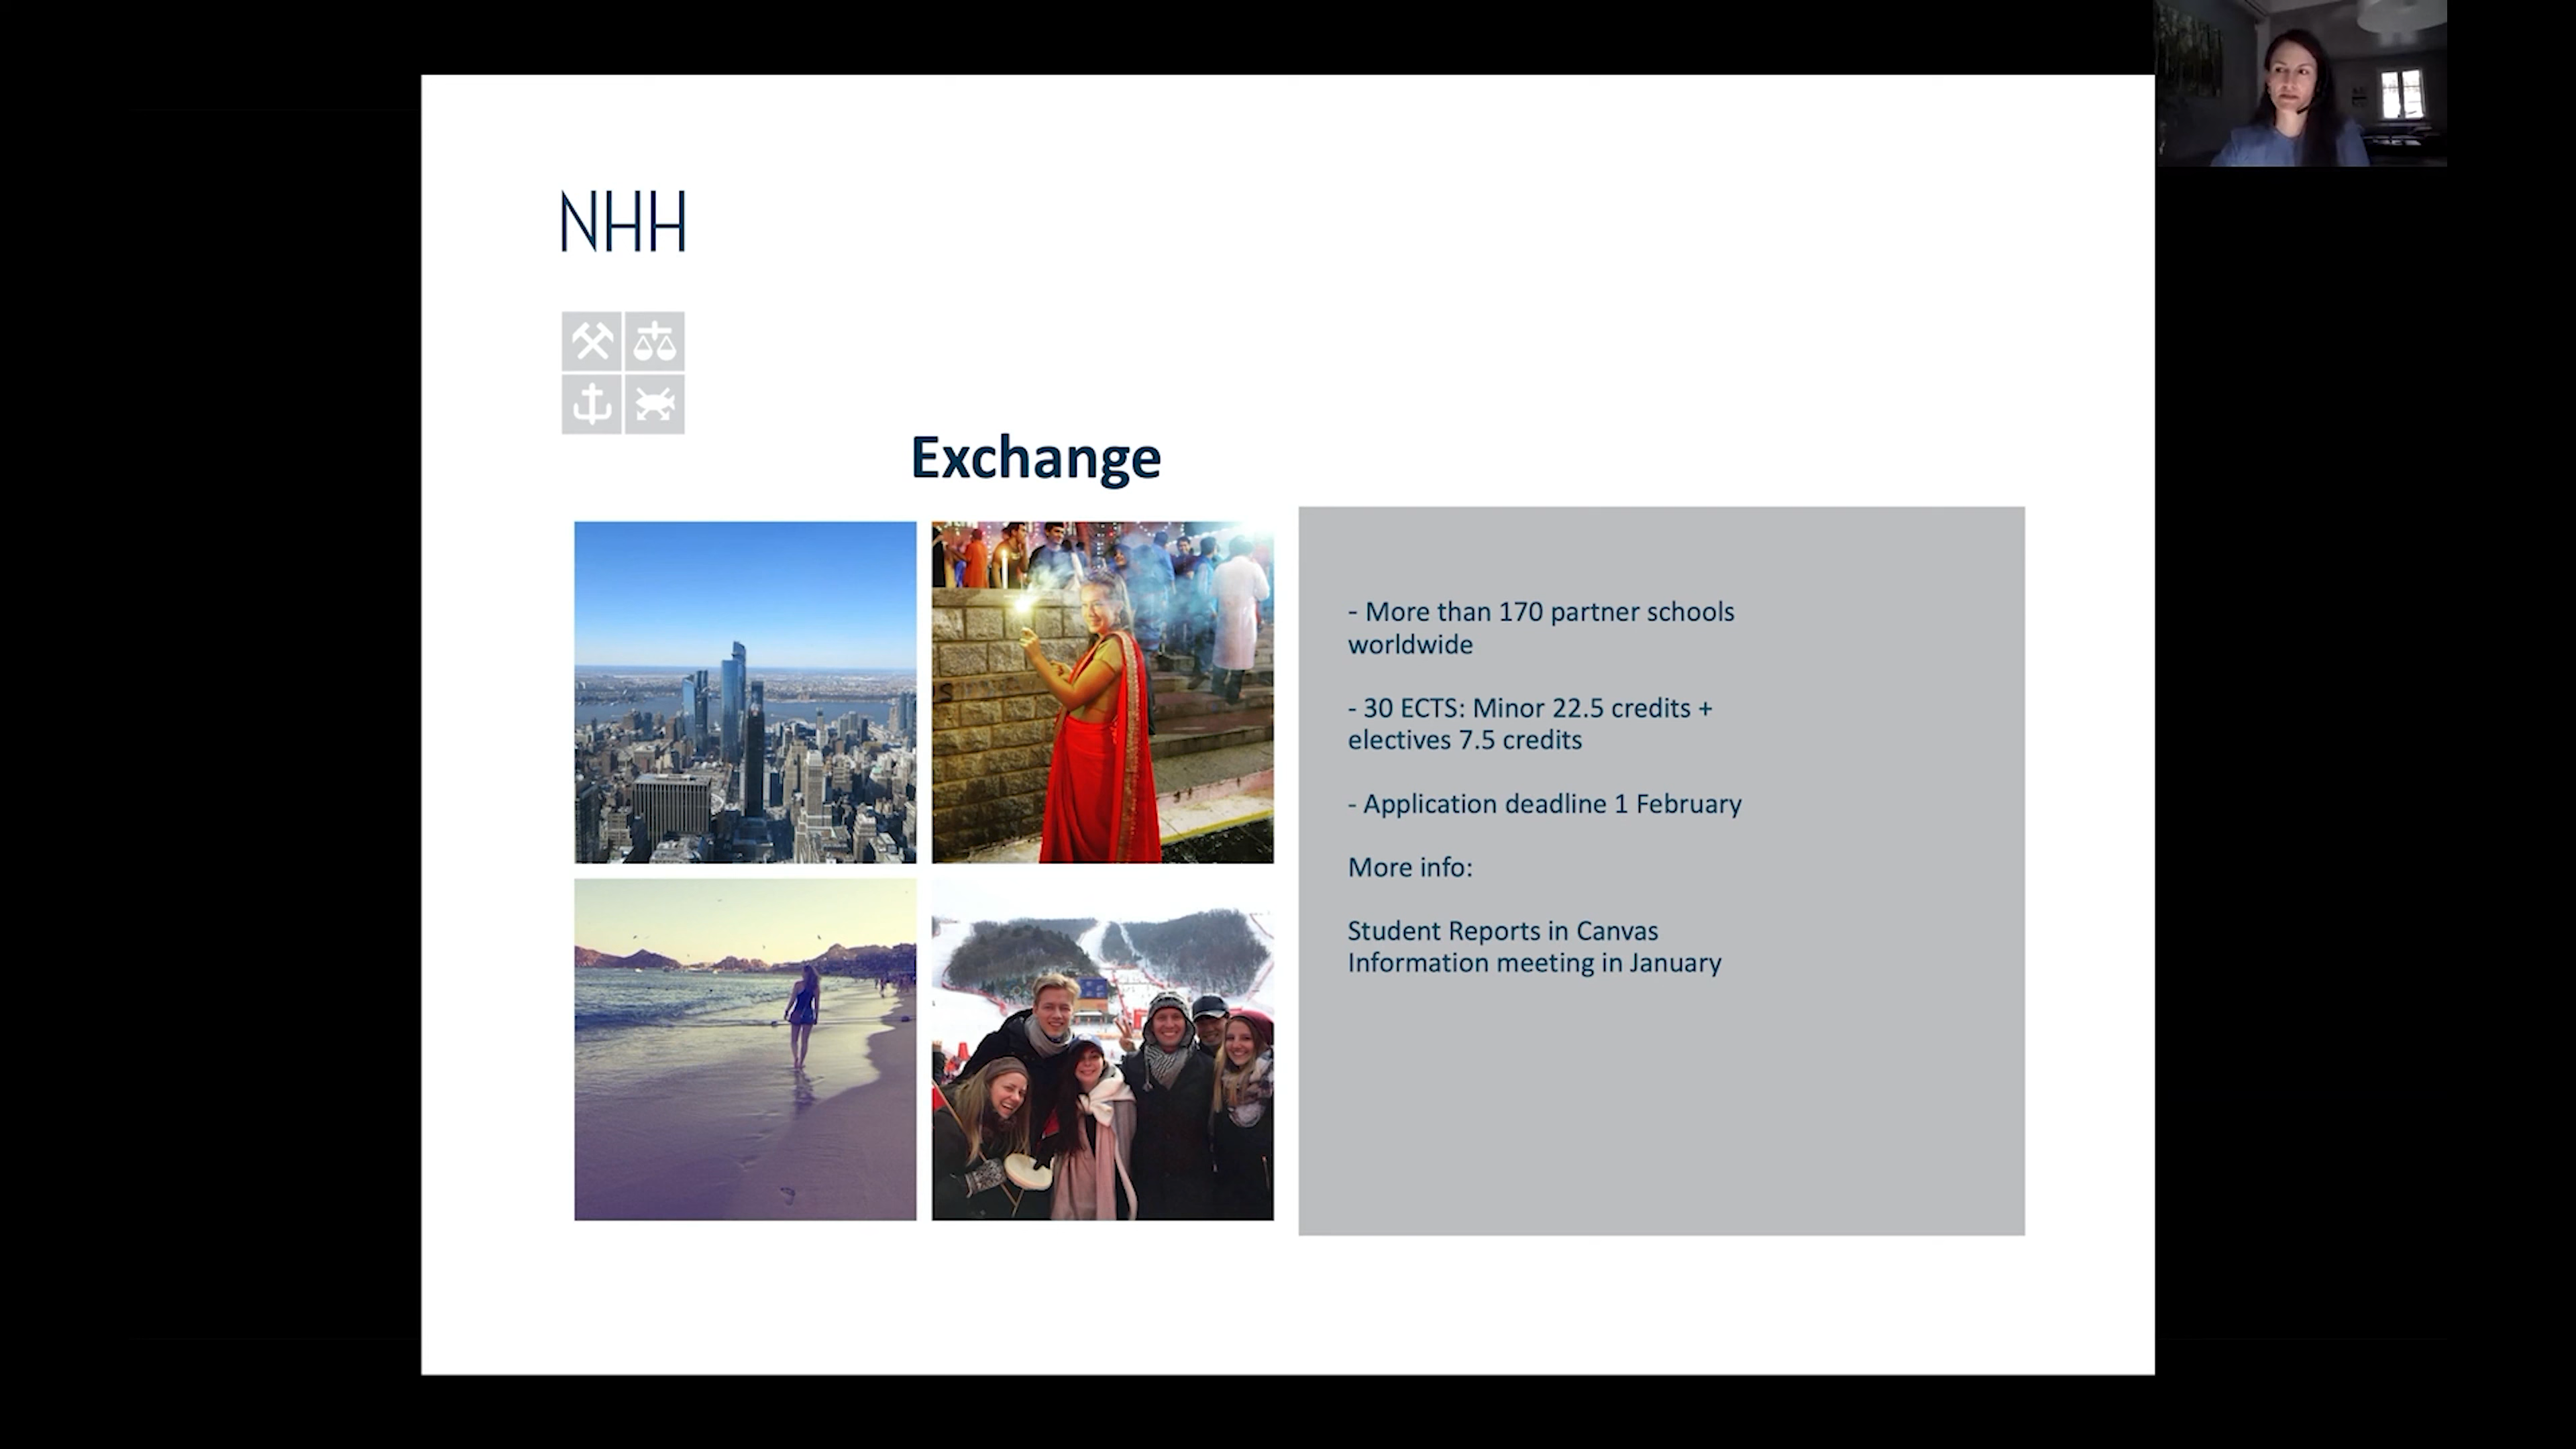 NHH
Exchange
- More than 170 partner schools
worldwide
- 30 ECTS: Minor 22.5 credits +
electives 7.5 credits
- Application deadline 1 February
More info:
Student Reports in Canvas
Information meeting in January